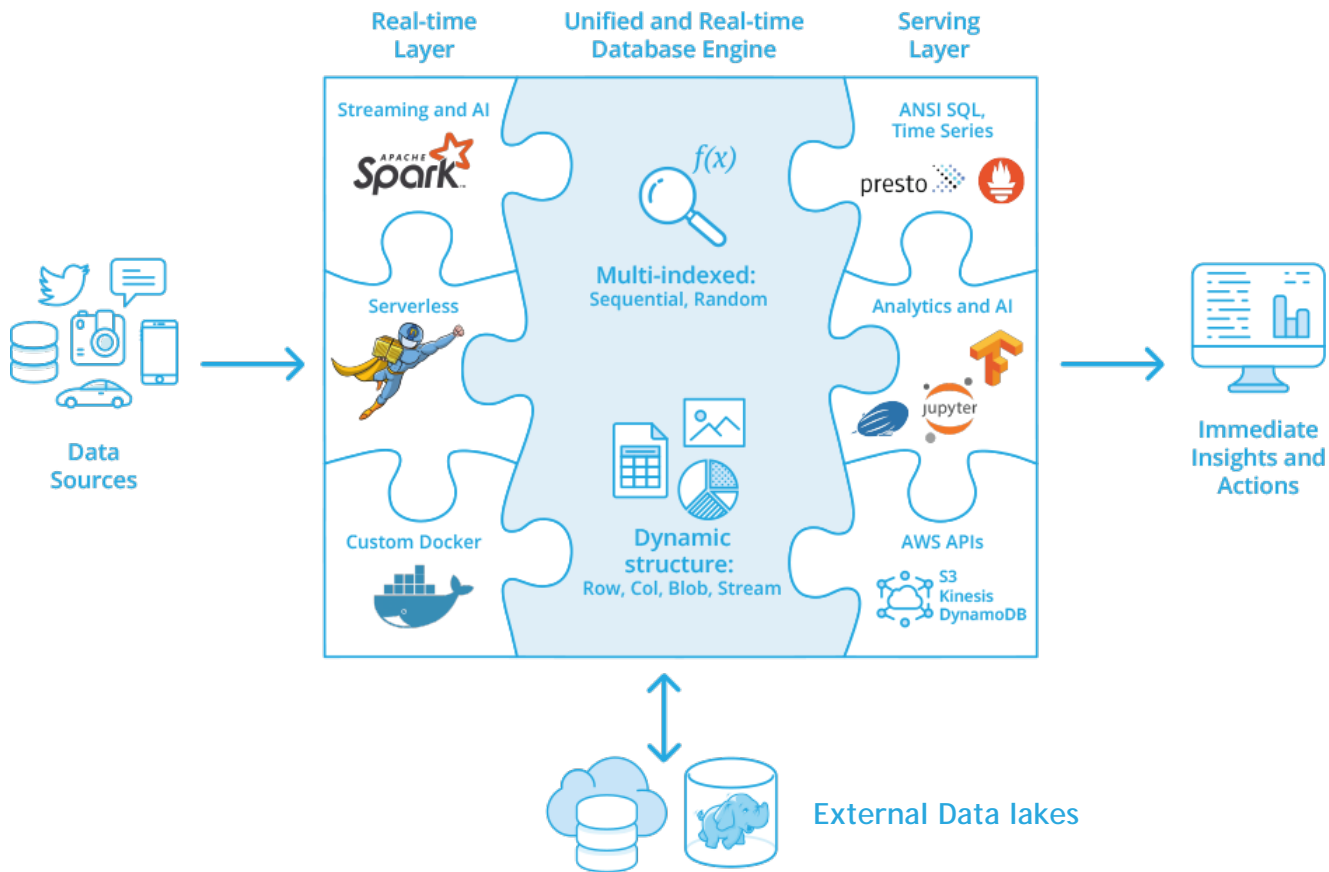 Real-time
Layer
Unified and Real-time
Database Engine
Serving
Layer
Streaming and AI
APACHE
Spark™
f(x)
Multi-indexed:
Sequential, Random
ANSI SQL,
Time Series
presto
Data
Sources
Serverless
Analytics and AI
TF
jupyter
Immediate
Insights and
Actions
Custom Docker
Dynamic
structure:
Row, Col, Blob, Stream
AWS APIs
S3
Kinesis
DynamoDB
External Data lakes